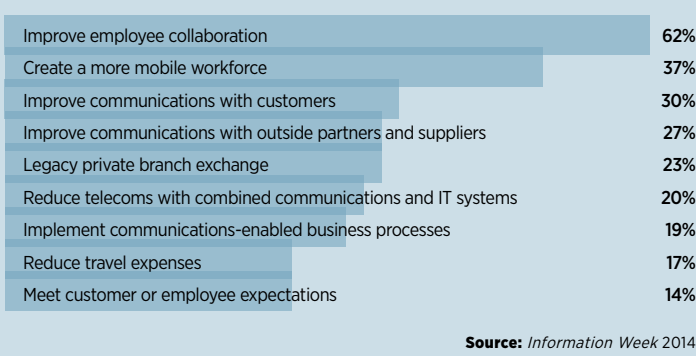 Improve employee collaboration 62%
Create a more mobile workforce 37%
Improve communications with customers 30%
Improve communications with outside partners and suppliers 27%
Legacy private branch exchange 23%
Reduce telecoms with combined communications and IT systems 20%
Implement communications-enabled business processes 19%
Reduce travel expenses 17%
Meet customer or employee expectations 14%
Source: Information Week 2014